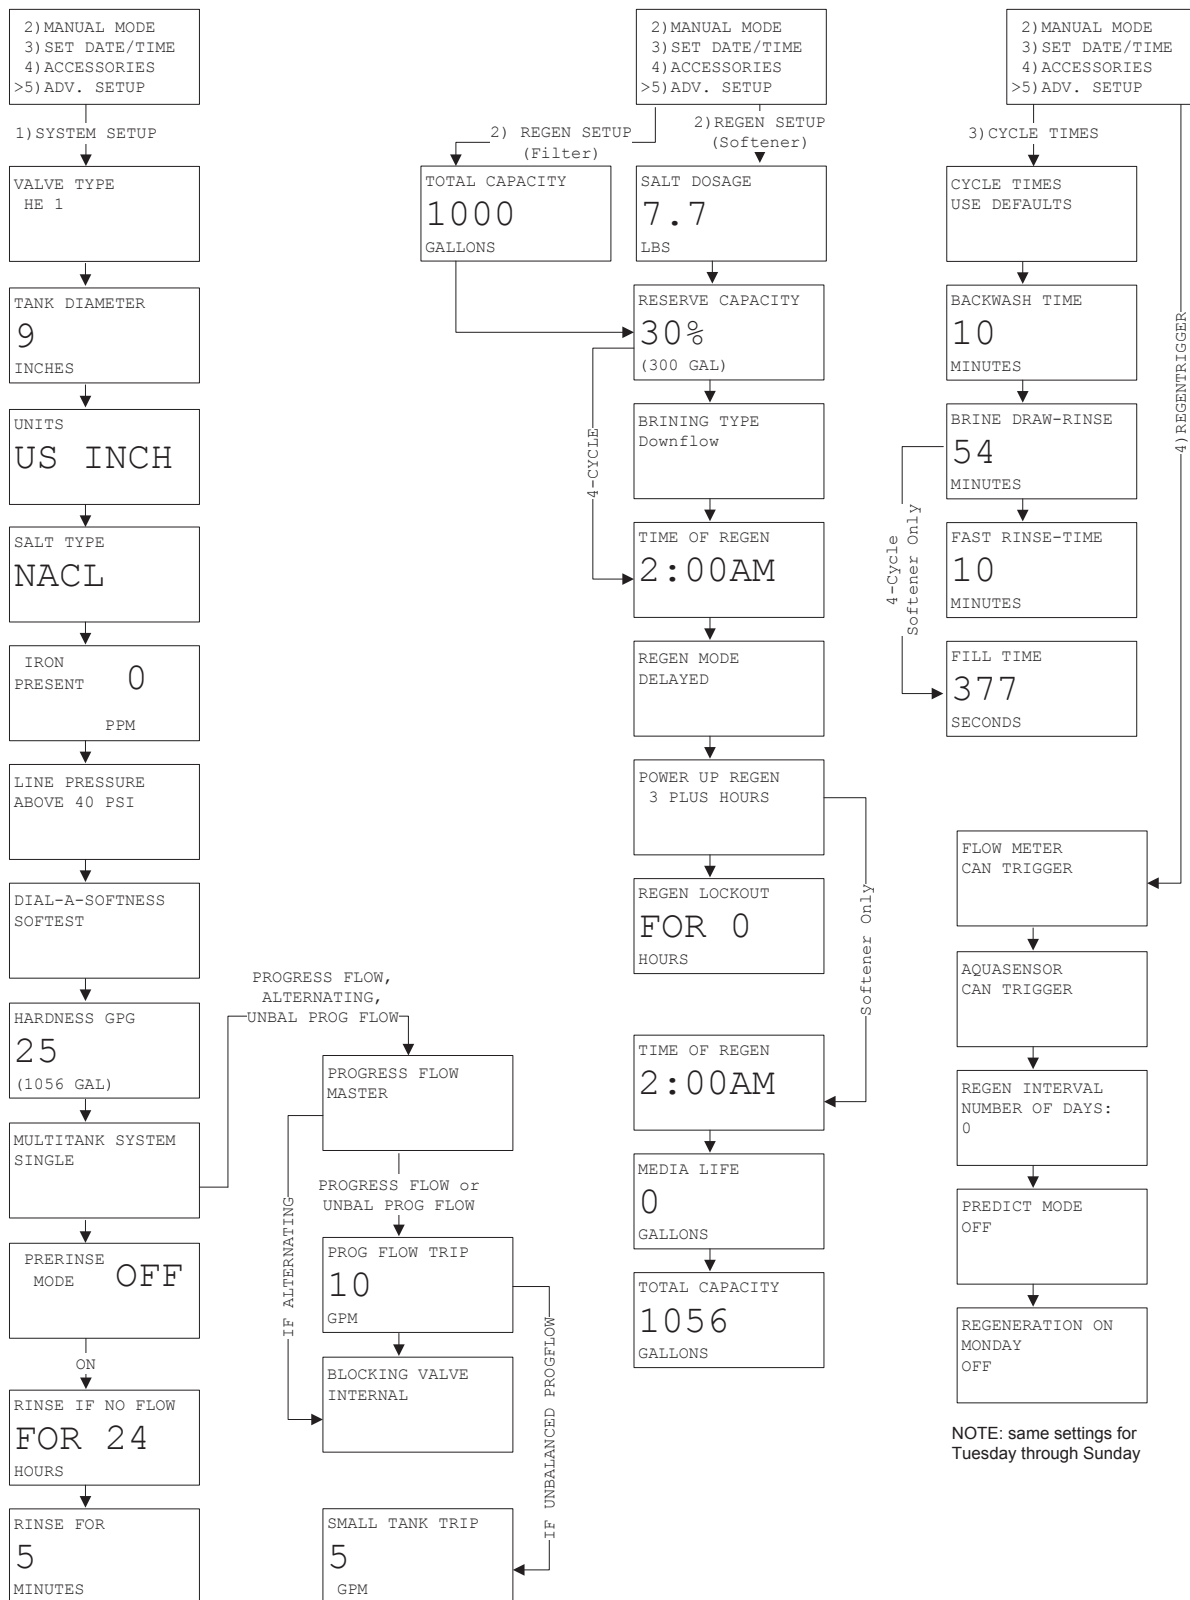 2)MANUAL MODE
3)SET DATE/TIME
4)ACCESSORIES
>5)ADV. SETUP
1)SYSTEM SETUP
VALVE TYPE
HE 1
TANK DIAMETER
9
INCHES
UNITS
US INCH
SALT TYPE
NACL
IRON
PRESENT 0
PPM
LINE PRESSURE
ABOVE 40 PSI
DIAL-A-SOFTNESS
SOFTEST
HARDNESS GPG
25
(1056 GAL)
MULTITANK SYSTEM
SINGLE
PRERINSE
MODE OFF
ON
RINSE IF NO FLOW
FOR 24
HOURS
RINSE FOR
5
MINUTES
PROGRESS FLOW,
ALTERNATING,
UNBAL PROG FLOW
PROGRESS FLOW
MASTER
IF ALTERNATING
PROGRESS FLOW or
UNBAL PROG FLOW
PROG FLOW TRIP
10
GPM
BLOCKING VALVE
INTERNAL
IF UNBALANCED PROGFLOW
SMALL TANK TRIP
5
GPM
2)MANUAL MODE
3)SET DATE/TIME
4)ACCESSORIES
>5)ADV. SETUP
2) REGEN SETUP
(Filter)
2)REGEN SETUP
(Softener)
TOTAL CAPACITY
1000
GALLONS
SALT DOSAGE
7.7
LBS
RESERVE CAPACITY
30%
(300 GAL)
4-CYCLE
BRINING TYPE
Downflow
TIME OF REGEN
2:00AM
REGEN MODE
DELAYED
POWER UP REGEN
3 PLUS HOURS
REGEN LOCKOUT
FOR 0
HOURS
Softener Only
TIME OF REGEN
2:00AM
MEDIA LIFE
0
GALLONS
TOTAL CAPACITY
1056
GALLONS
2)MANUAL MODE
3)SET DATE/TIME
4)ACCESSORIES
>5)ADV. SETUP
3)CYCLE TIMES
CYCLE TIMES
USE DEFAULTS
BACKWASH TIME
10
MINUTES
BRINE DRAW-RINSE
54
MINUTES
4-Cycle
Softener Only
FAST RINSE-TIME
10
MINUTES
FILL TIME
377
SECONDS
4)REGENTRIGGER
FLOW METER
CAN TRIGGER
AQUASENSOR
CAN TRIGGER
REGEN INTERVAL
NUMBER OF DAYS:
0
PREDICT MODE
OFF
REGENERATION ON
MONDAY
OFF
NOTE: same settings for
Tuesday through Sunday